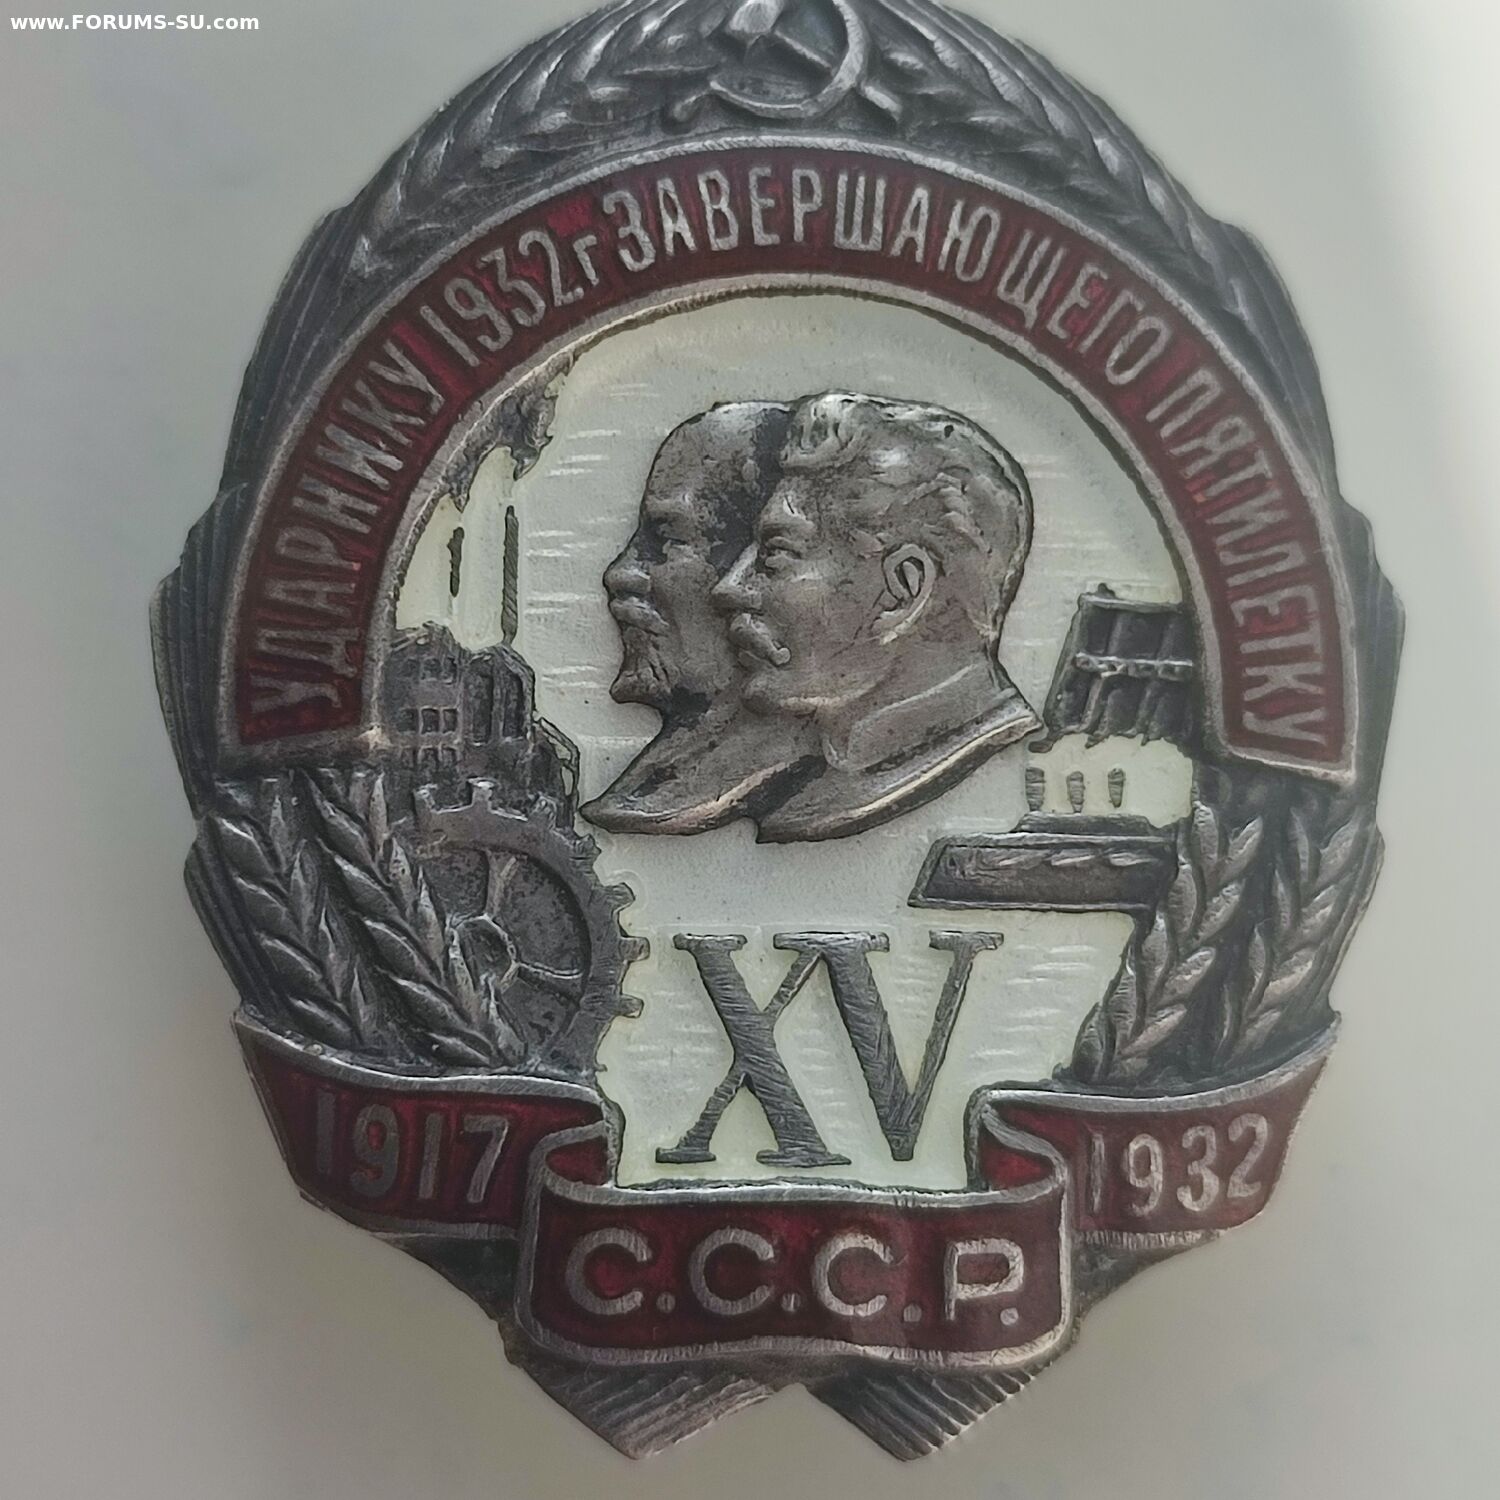 www.FORUMS-SU.com
УДАРНИКУ 1932г ЗАВЕРШАЮЩЕГО ПЯТИЛЕТКУ
XV
1917
1932
С.С.С.Р.